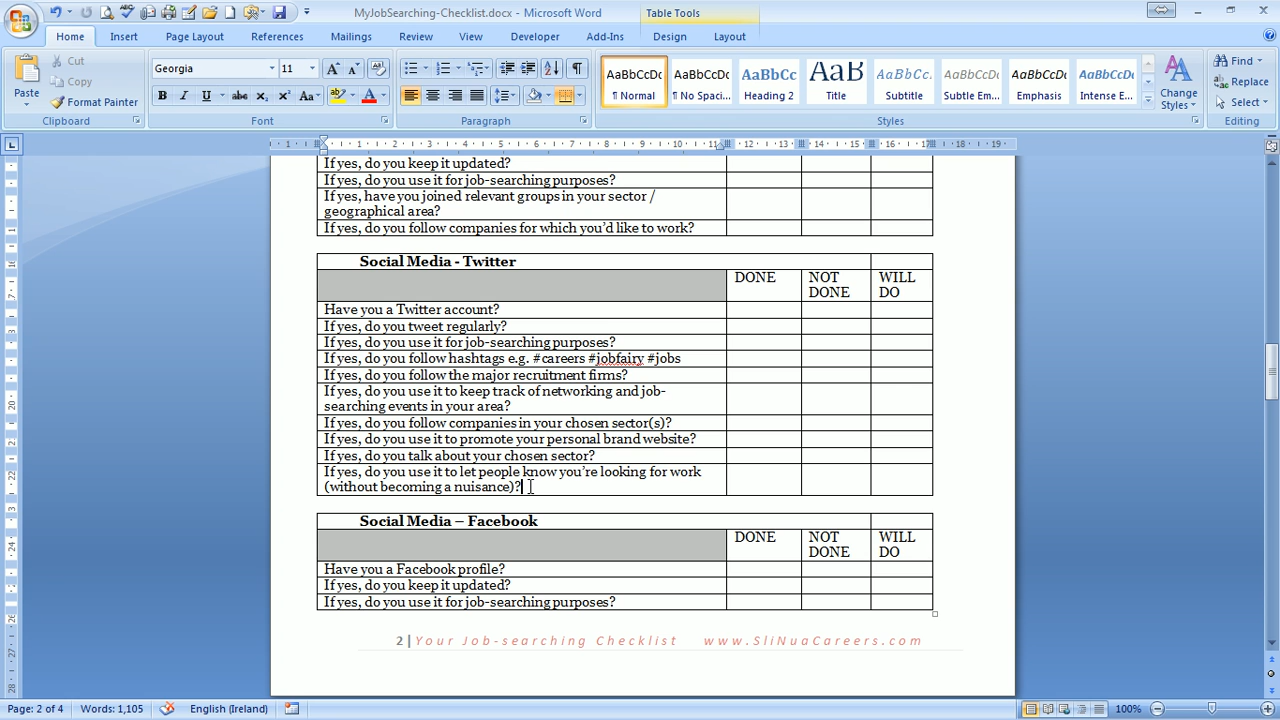 MyJobSearching-Checklist.docx - Microsoft Word
Table Tools
Home Insert Page Layout References Mailings Review View Developer Add-Ins Design Layout
Cut
Copy
Format Painter
Paste
Clipboard
Georgia 11
B I U abc x₂ x² Aa ab A
Font
Paragraph
AaBbCcDc AaBbCcDc AaBbCc AaB AaBbCc. AaBbCcDc AaBbCcDc AaBbCcDc
¶ Normal ¶ No Spaci... Heading 2 Title Subtitle Subtle Em... Emphasis Intense E...
Change Styles
Styles
Find
Replace
Select
Editing
If yes, do you keep it updated?
If yes, do you use it for job-searching purposes?
If yes, have you joined relevant groups in your sector /
geographical area?
If yes, do you follow companies for which you'd like to work?
Social Media - Twitter
DONE NOT DONE WILL DO
Have you a Twitter account?
If yes, do you tweet regularly?
If yes, do you use it for job-searching purposes?
If yes, do you follow hashtags e.g. #careers #jobfairy #jobs
If yes, do you follow the major recruitment firms?
If yes, do you use it to keep track of networking and job-
searching events in your area?
If yes, do you follow companies in your chosen sector(s)?
If yes, do you use it to promote your personal brand website?
If yes, do you talk about your chosen sector?
If yes, do you use it to let people know you're looking for work
(without becoming a nuisance)?
Social Media – Facebook
DONE NOT DONE WILL DO
Have you a Facebook profile?
If yes, do you keep it updated?
If yes, do you use it for job-searching purposes?
2 | Your Job-searching Checklist www.SliNuaCareers.com
Page: 2 of 4 Words: 1,105 English (Ireland) 100%